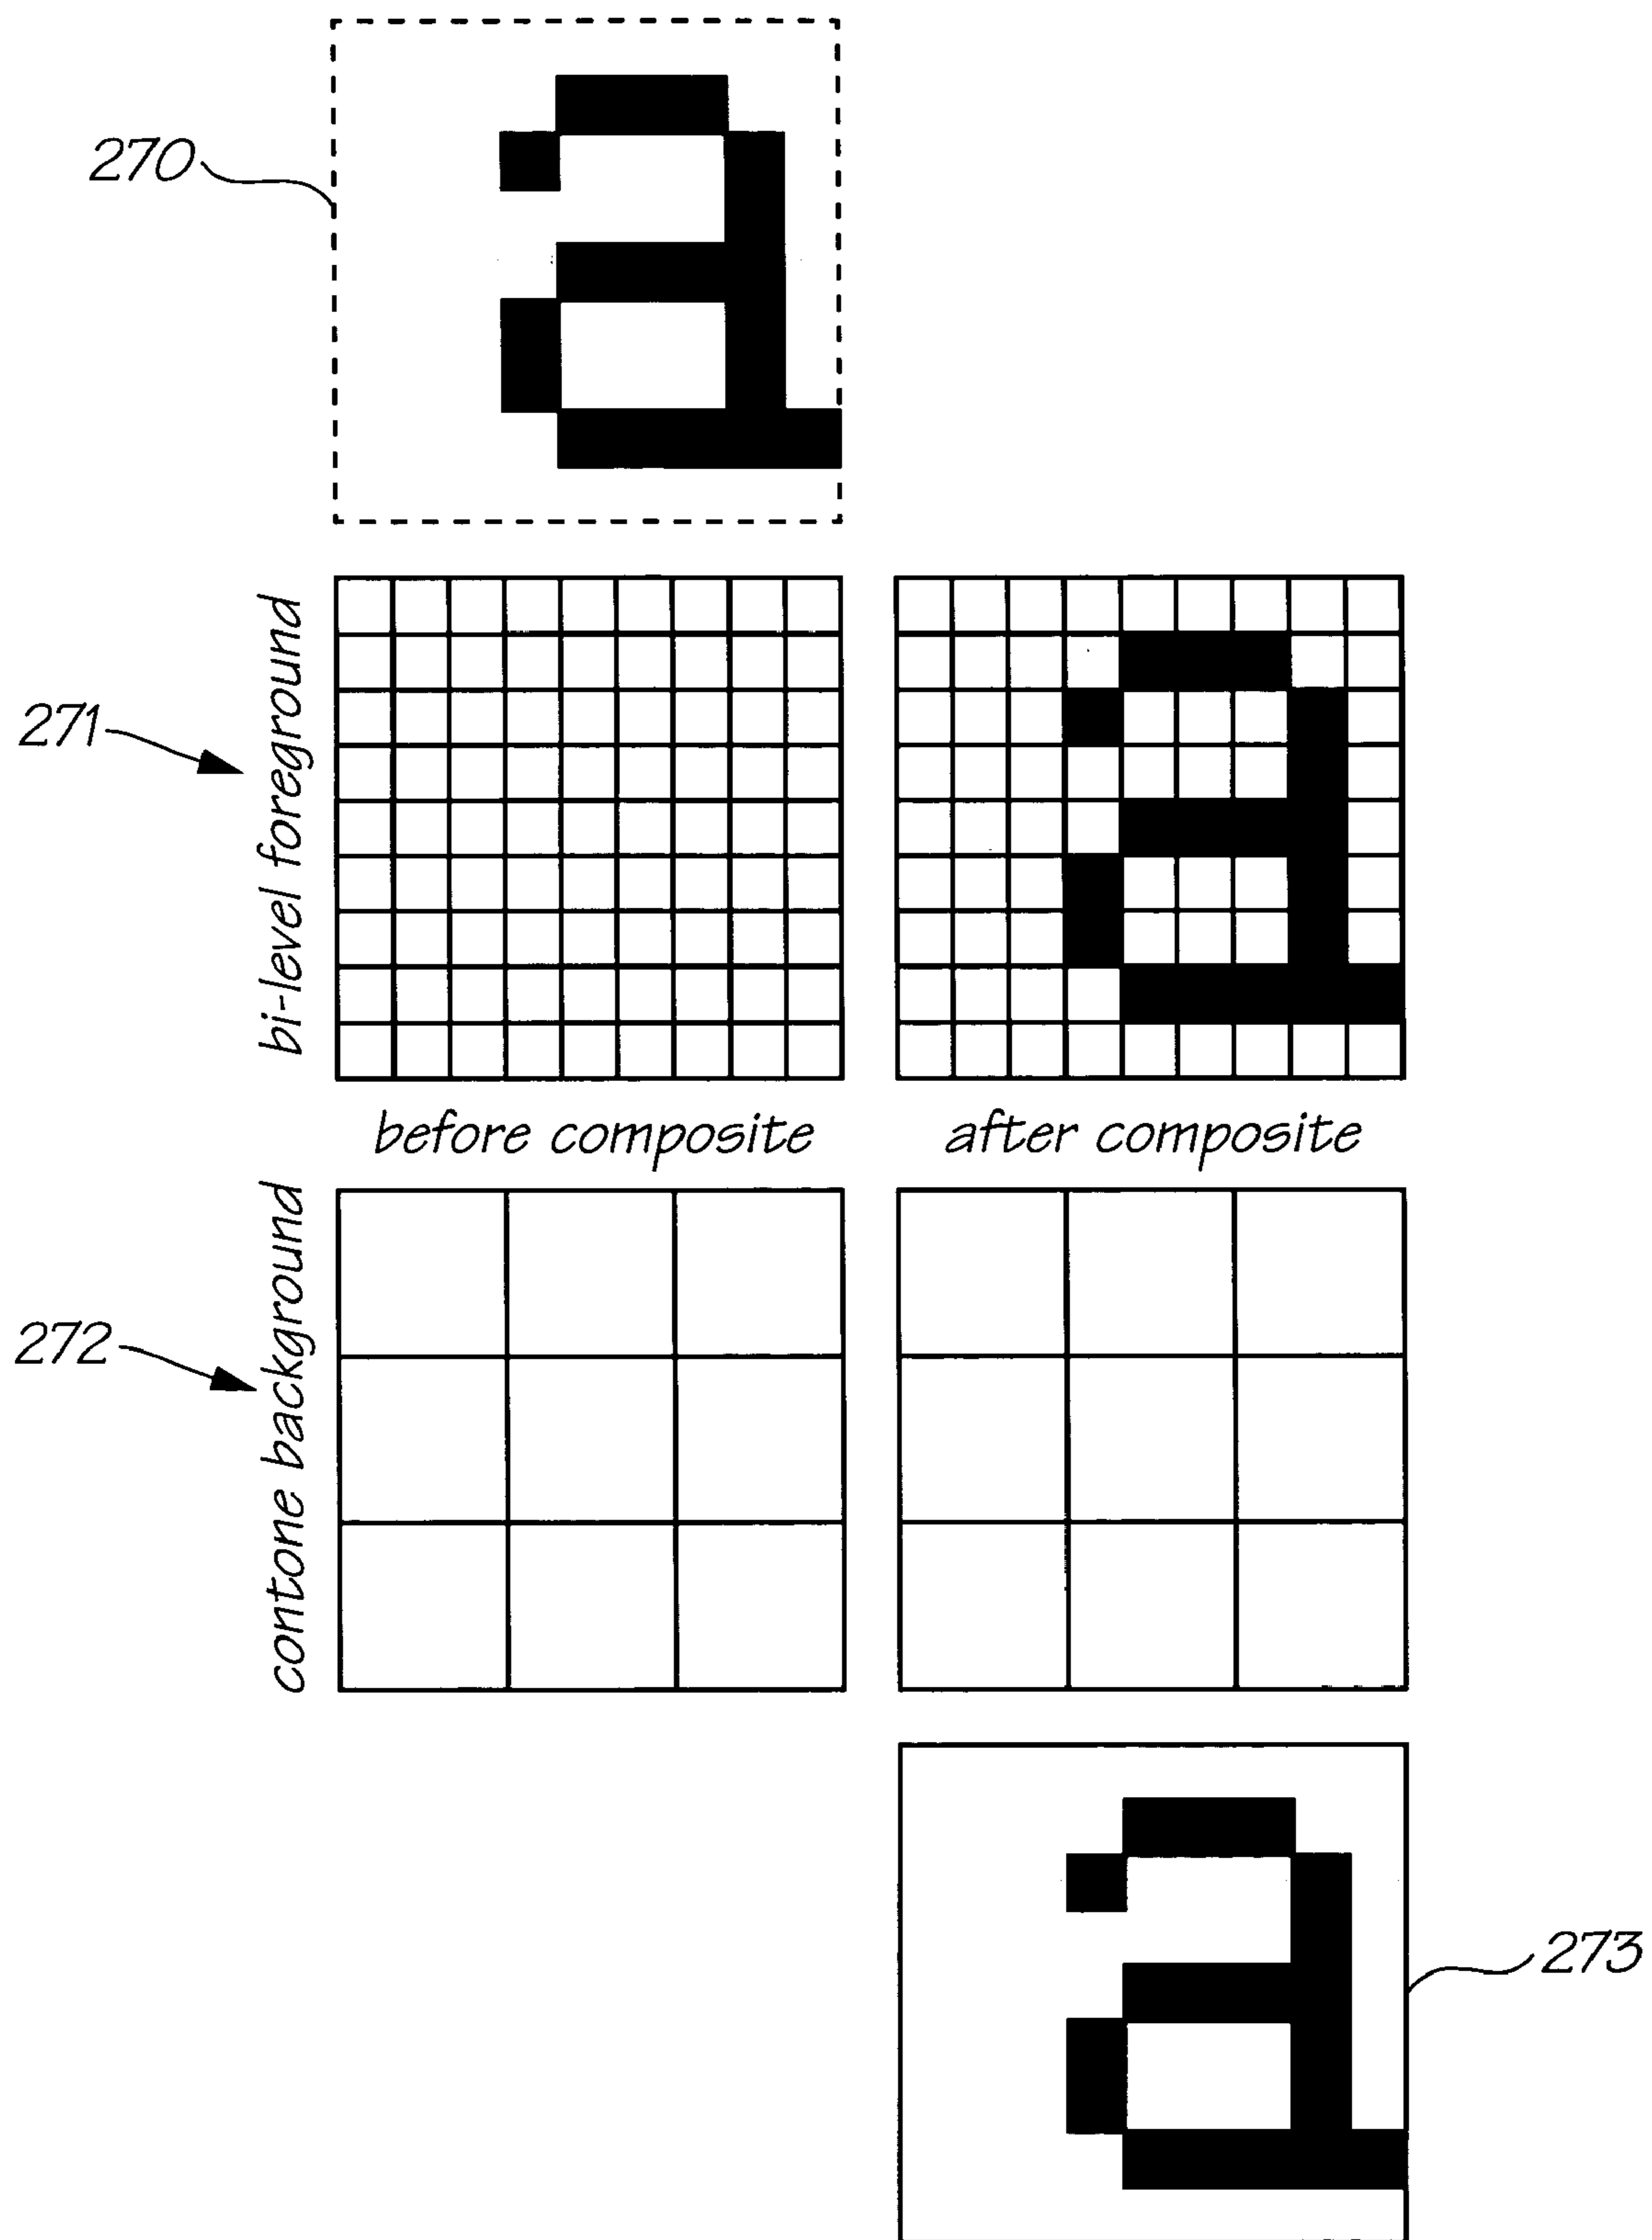 270
a
271
bi-level foreground
a
before composite
after composite
272
contone background
a
273